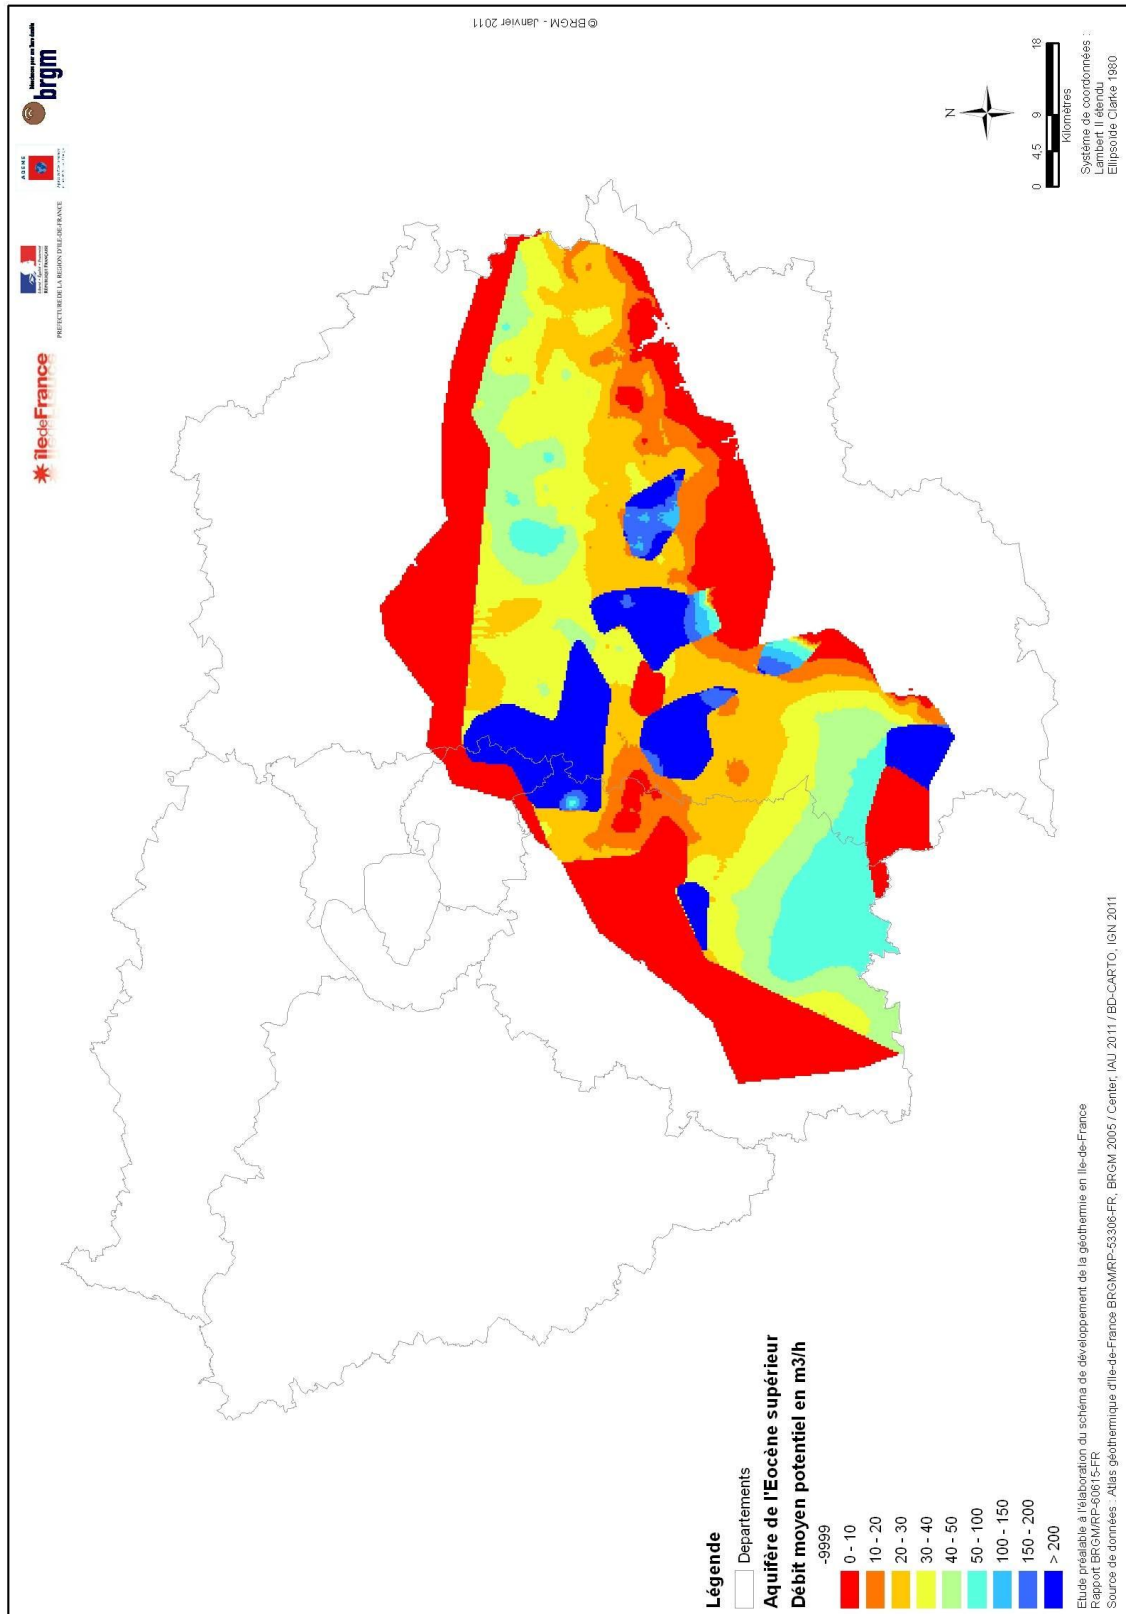 île de France
PREFECTURE DE LA REGION D'ILE-DE-FRANCE
ADEME
brgm
©BRGM - Janvier 2011
N
0 4,5 9 18
Kilomètres
Système de coordonnées :
Lambert II étendu
Ellipsoïde Clarke 1980
Légende
Departements
Aquifère de l'Eocène supérieur
Débit moyen potentiel en m3/h
-9999
0 - 10
10 - 20
20 - 30
30 - 40
40 - 50
50 - 100
100 - 150
150 - 200
> 200
Etude préalable à l'élaboration du schéma de développement de la géothermie en Ile-de-France
Rapport BRGM/RP-60615-FR
Source de données : Atlas géothermique d'Ile-de-France BRGM/RP-53306-FR, BRGM 2005 / Center, IAU 2011 / BD-CARTO, IGN 2011